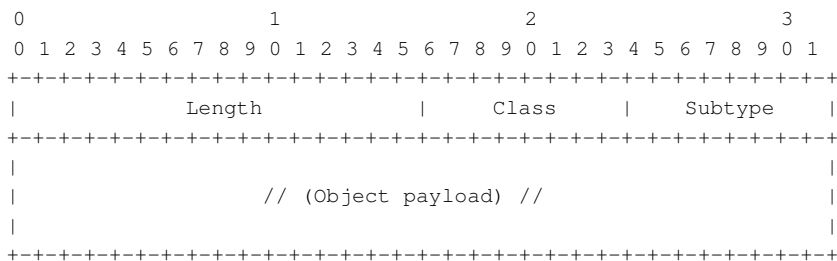 0                   1                   2                   3
 0 1 2 3 4 5 6 7 8 9 0 1 2 3 4 5 6 7 8 9 0 1 2 3 4 5 6 7 8 9 0 1
+-+-+-+-+-+-+-+-+-+-+-+-+-+-+-+-+-+-+-+-+-+-+-+-+-+-+-+-+-+-+-+-+
|             Length            |     Class     |    Subtype    |
+-+-+-+-+-+-+-+-+-+-+-+-+-+-+-+-+-+-+-+-+-+-+-+-+-+-+-+-+-+-+-+-+
|                                                               |
|                   // (Object payload) //                      |
|                                                               |
+-+-+-+-+-+-+-+-+-+-+-+-+-+-+-+-+-+-+-+-+-+-+-+-+-+-+-+-+-+-+-+-+